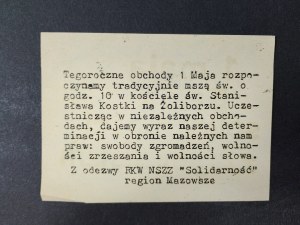 Tegoroczne obchody 1 Maja rozpo-
czynamy tradycyjnie mszą św. o
godz. 10 w kościele św. Stani-
sława Kostki na Żoliborzu. Ucze-
stnicząc w niezależnych obcho-
dach, dajemy wyraz naszej deter-
minacji w obronie należnych nam
praw: swobody zgromadzeń, wolno-
ści zrzeszania i wolności słowa.
Z odezwy RKW NSZZ "Solidarność"
region Mazowsze